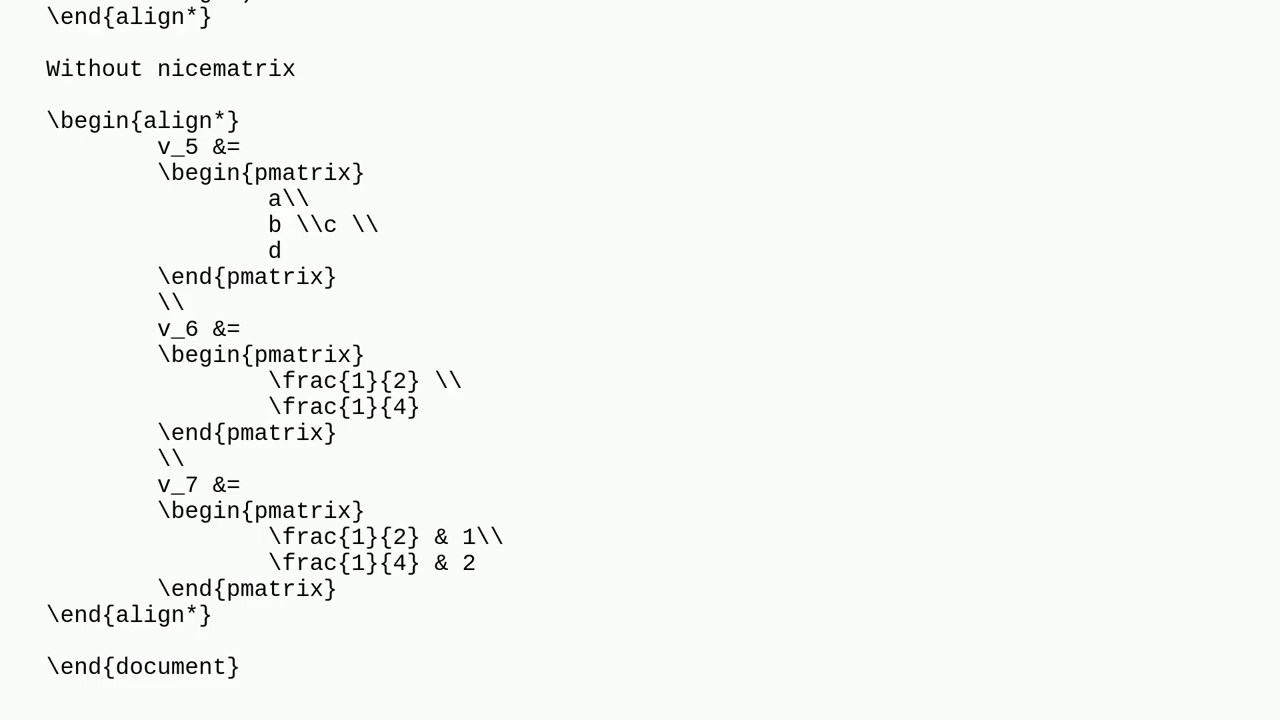 \end{align*}
Without nicematrix
\begin{align*}
v_5 &=
\begin{pmatrix}
a\\
b \\c \\
d
\end{pmatrix}
\\
v_6 &=
\begin{pmatrix}
\frac{1}{2} \\
\frac{1}{4}
\end{pmatrix}
\\
v_7 &=
\begin{pmatrix}
\frac{1}{2} & 1\\
\frac{1}{4} & 2
\end{pmatrix}
\end{align*}
\end{document}